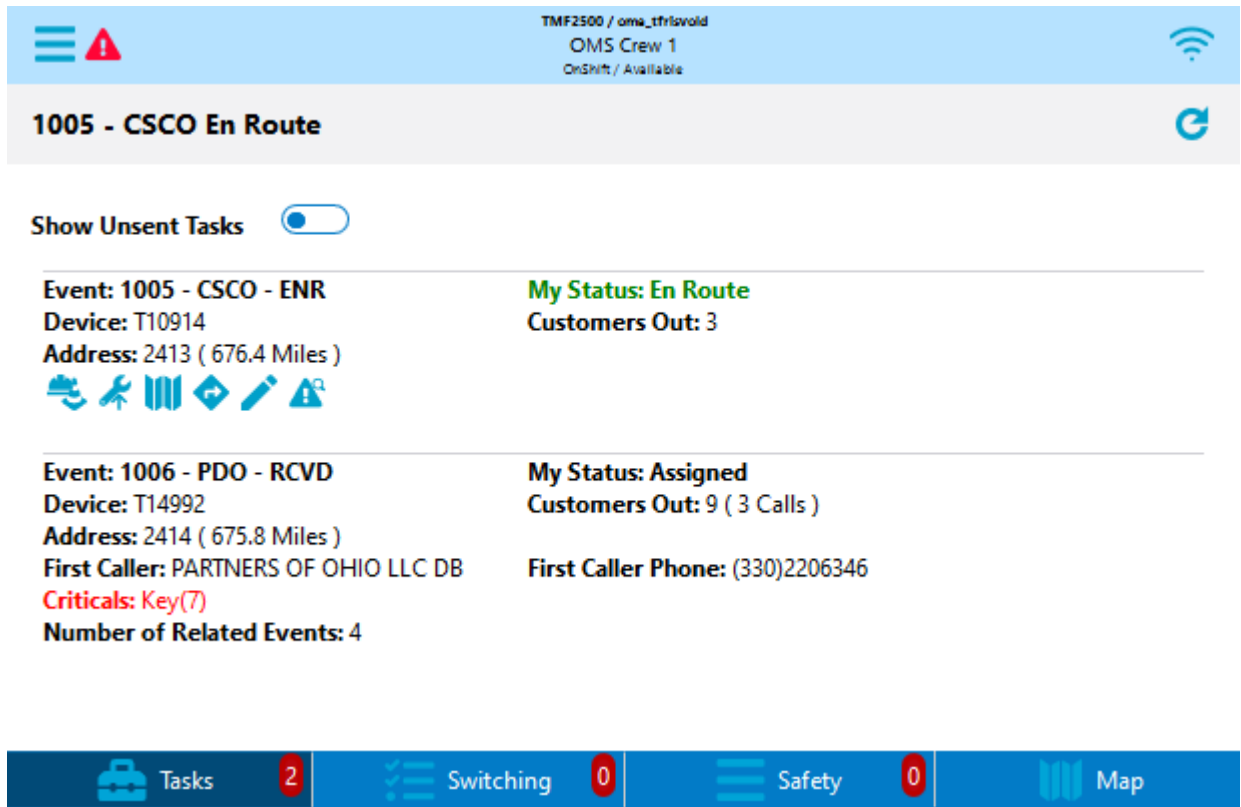 TMF2500 / oma_tfrisvold
OMS Crew 1
OnShift / Available
1005 - CSCO En Route
Show Unsent Tasks
Event: 1005 - CSCO - ENR My Status: En Route
Device: T10914 Customers Out: 3
Address: 2413 ( 676.4 Miles )
Event: 1006 - PDO - RCVD My Status: Assigned
Device: T14992 Customers Out: 9 ( 3 Calls )
Address: 2414 ( 675.8 Miles )
First Caller: PARTNERS OF OHIO LLC DB First Caller Phone: (330)2206346
Criticals: Key(7)
Number of Related Events: 4
Tasks 2 Switching 0 Safety 0 Map